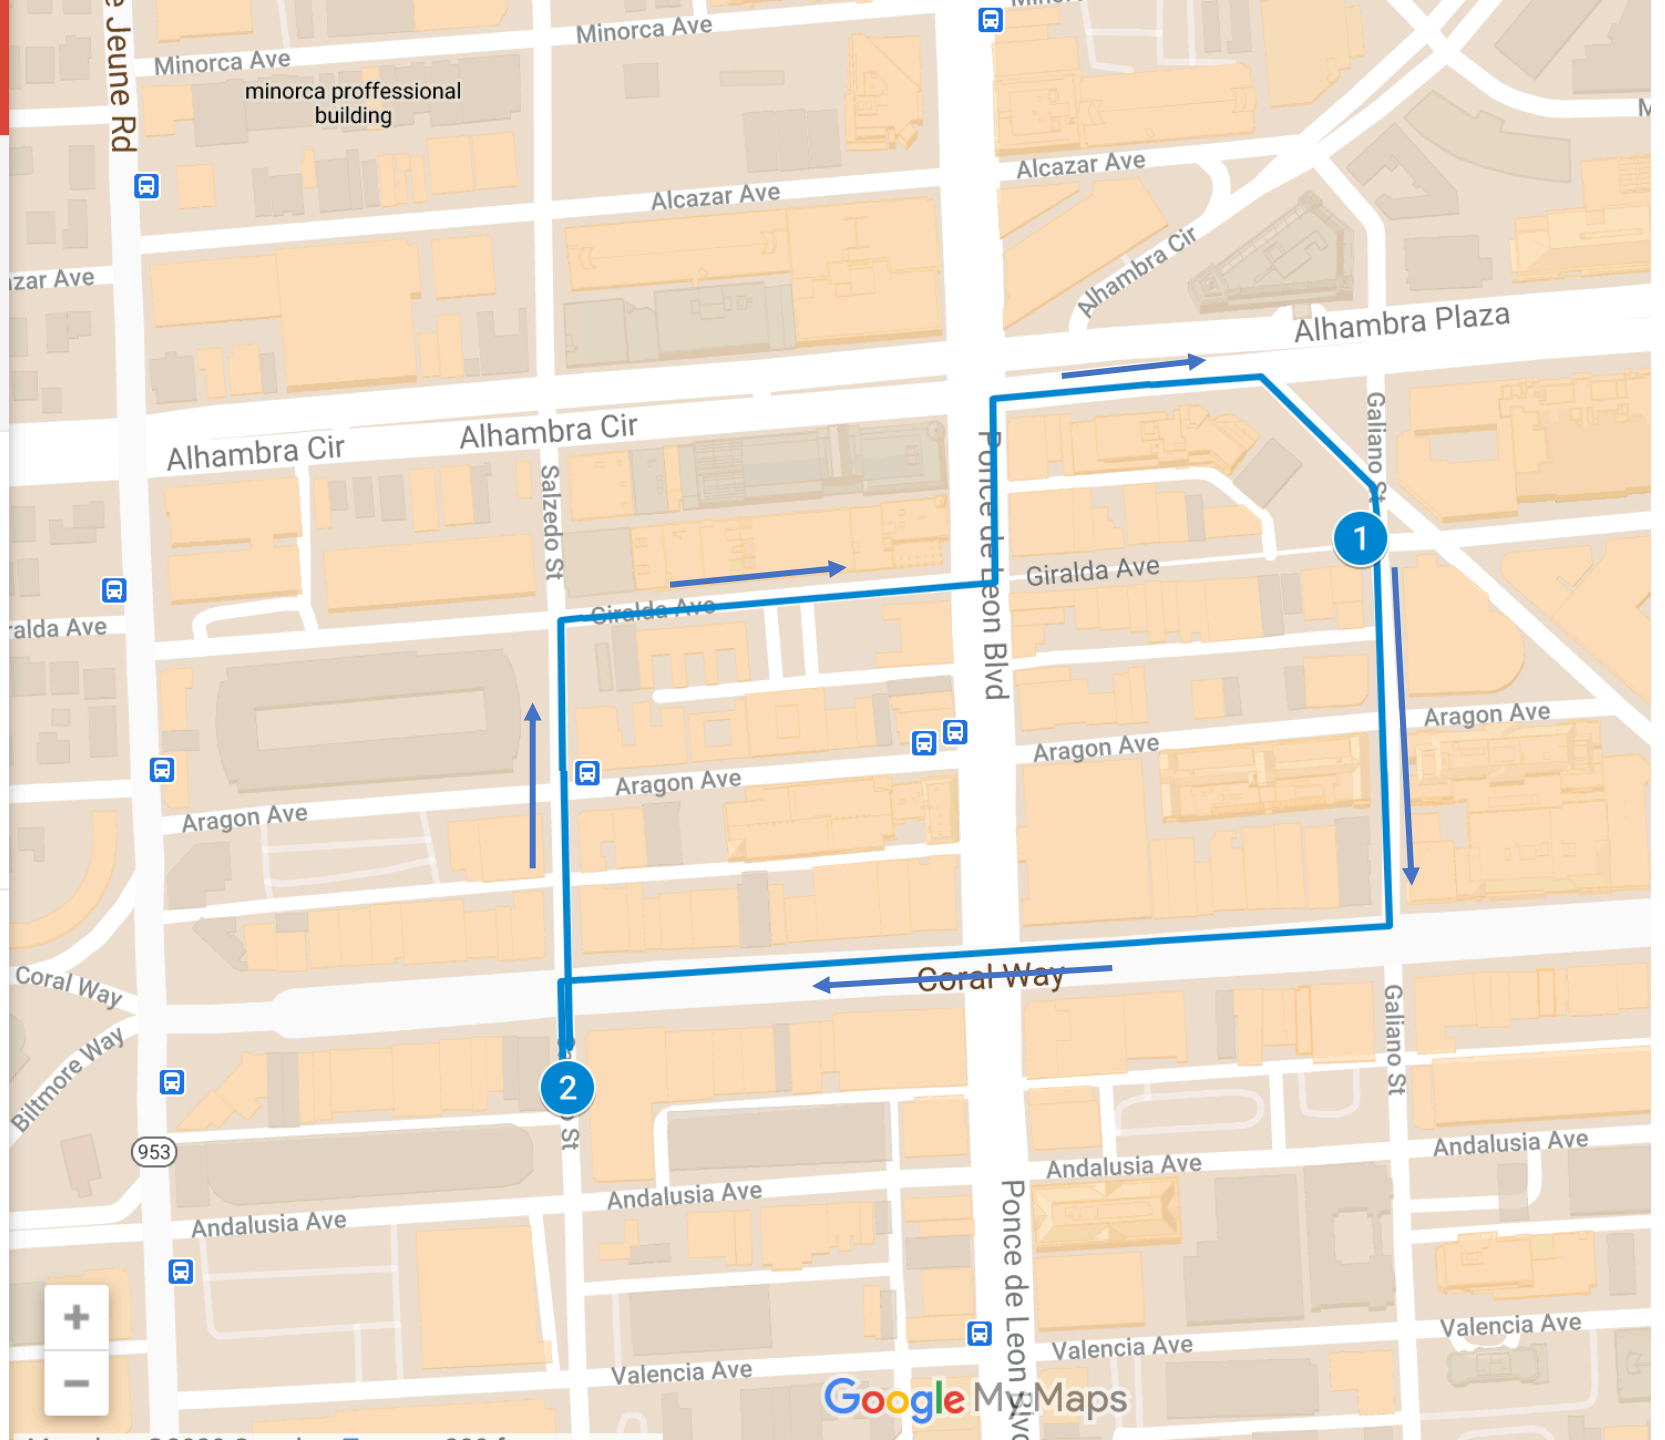 e Jeune Rd
Minorca Ave
Minorca Ave
minorca proffessional
building
Alcazar Ave
Alcazar Ave
zar Ave
Alhambra Cir
Alhambra Plaza
Alhambra Cir
Alhambra Cir
Salzedo St
Ponce de Leon Blvd
Galiano St
1
Giralda Ave
Giralda Ave
ralda Ave
Aragon Ave
Aragon Ave
Aragon Ave
Aragon Ave
Coral Way
Coral Way
Biltmore Way
2
St
Galiano St
953
Andalusia Ave
Andalusia Ave
Andalusia Ave
Andalusia Ave
Ponce de Leon Blvd
Valencia Ave
Valencia Ave
Valencia Ave
+
−
Google My Maps